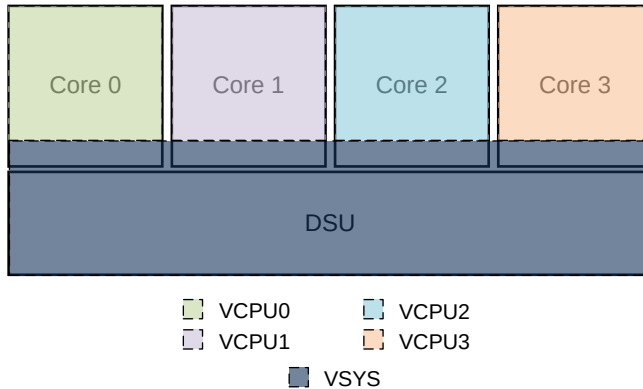 Core 0 Core 1 Core 2 Core 3
DSU
VCPU0 VCPU2
VCPU1 VCPU3
VSYS